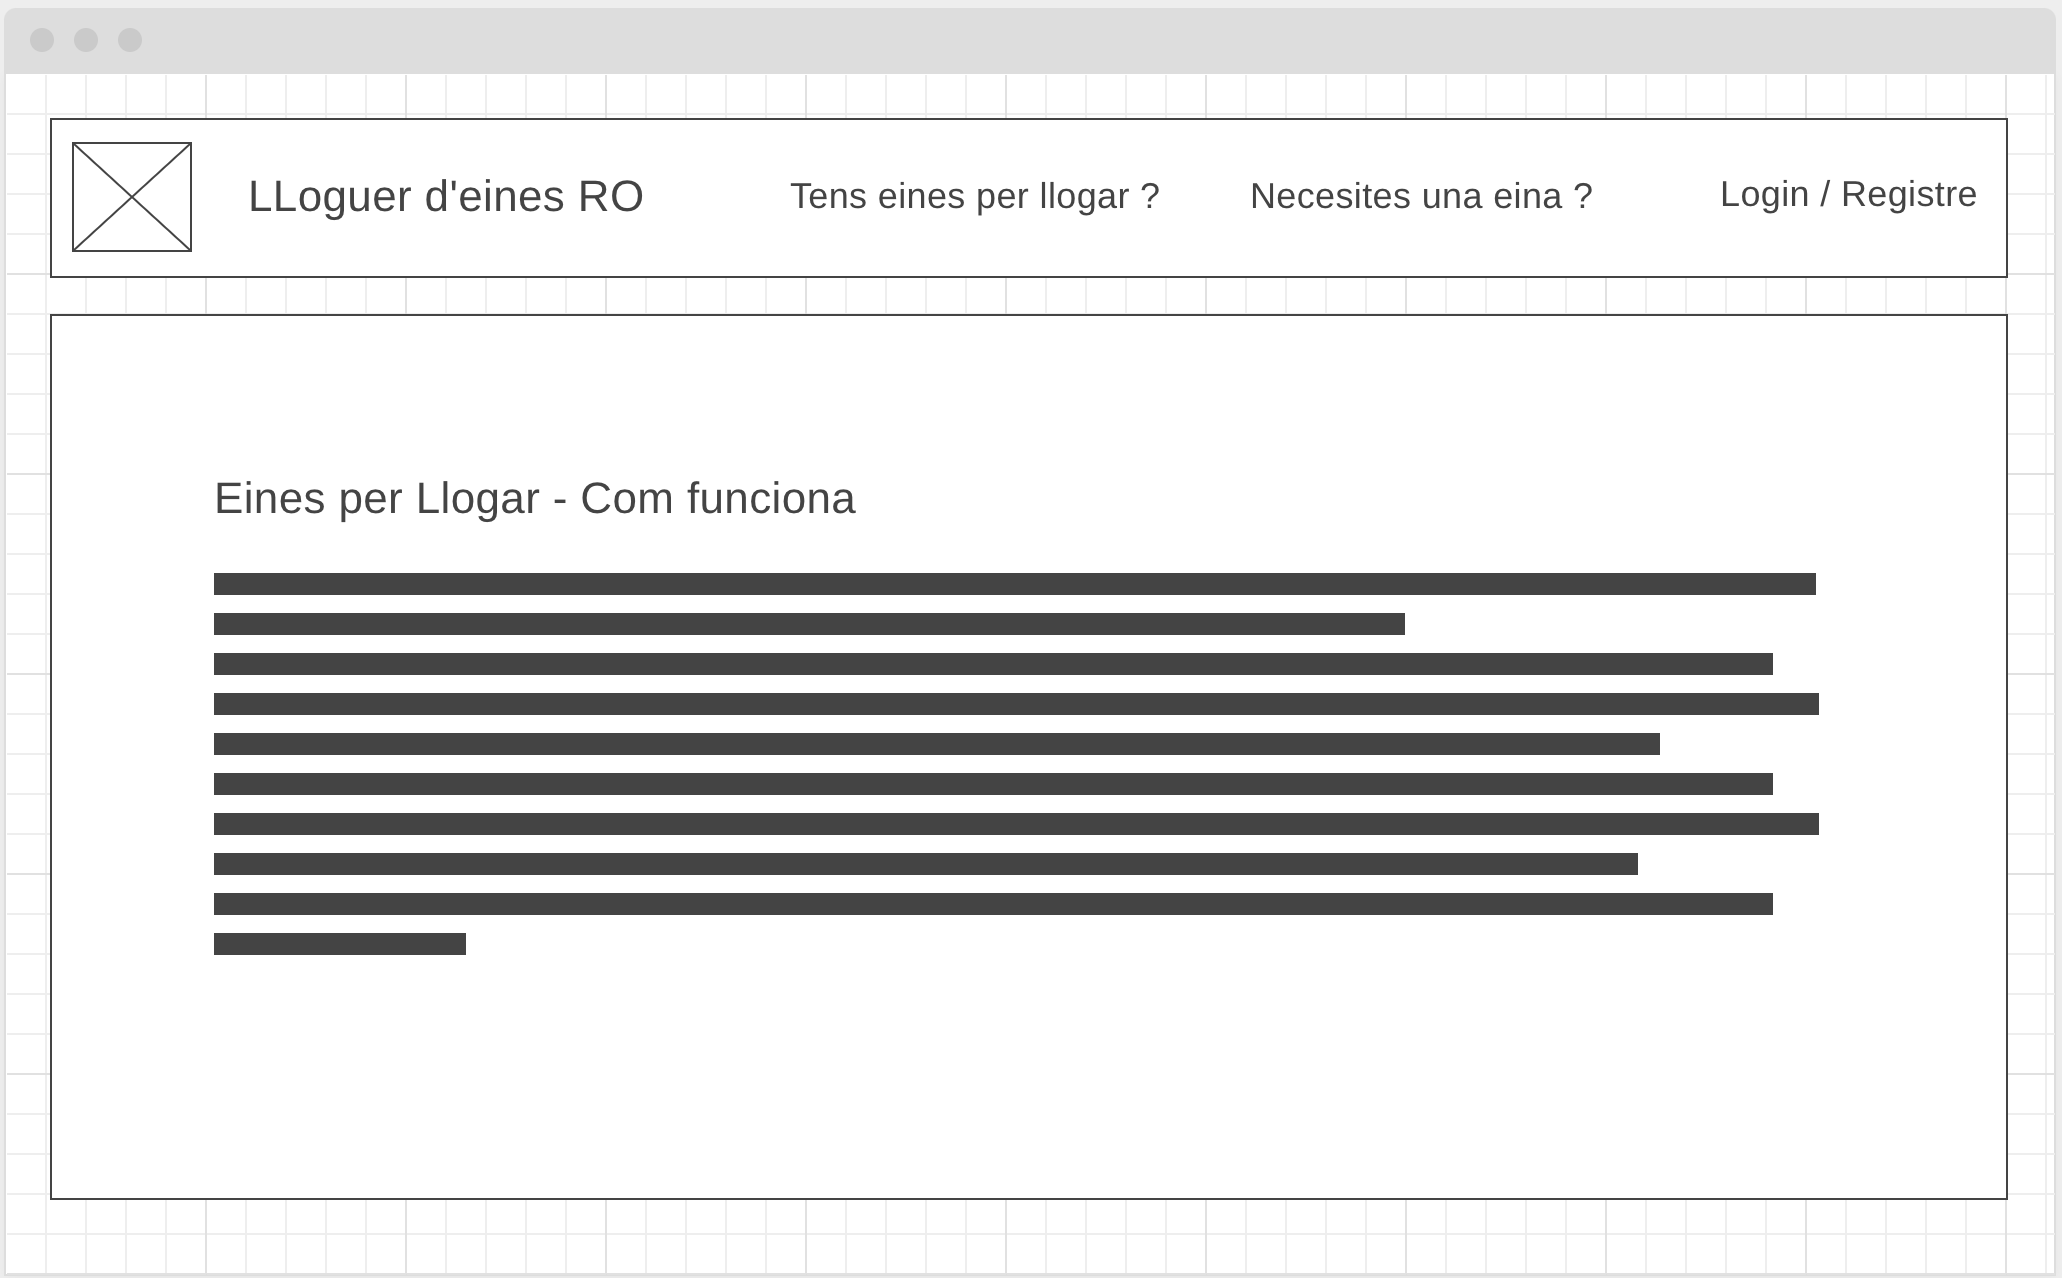 LLoguer d'eines RO
Tens eines per llogar ?
Necesites una eina ?
Login / Registre
Eines per Llogar - Com funciona